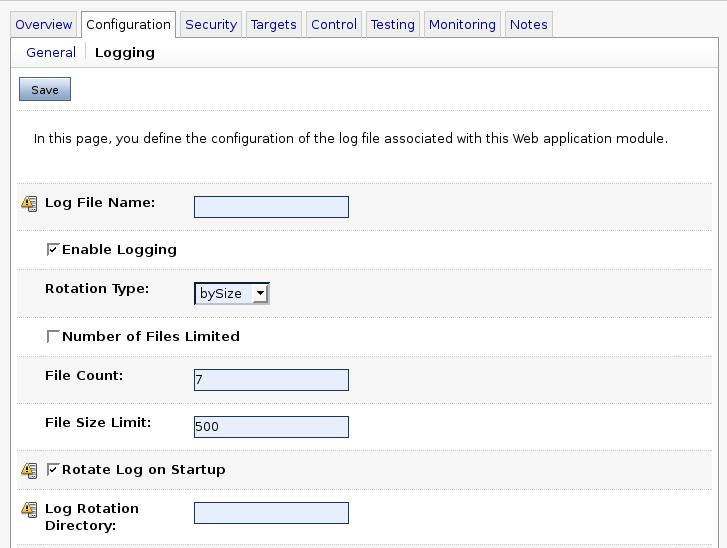 Overview Configuration Security Targets Control Testing Monitoring Notes
General Logging
Save
In this page, you define the configuration of the log file associated with this Web application module.
Log File Name:
Enable Logging
Rotation Type: bySize
Number of Files Limited
File Count: 7
File Size Limit: 500
Rotate Log on Startup
Log Rotation
Directory: